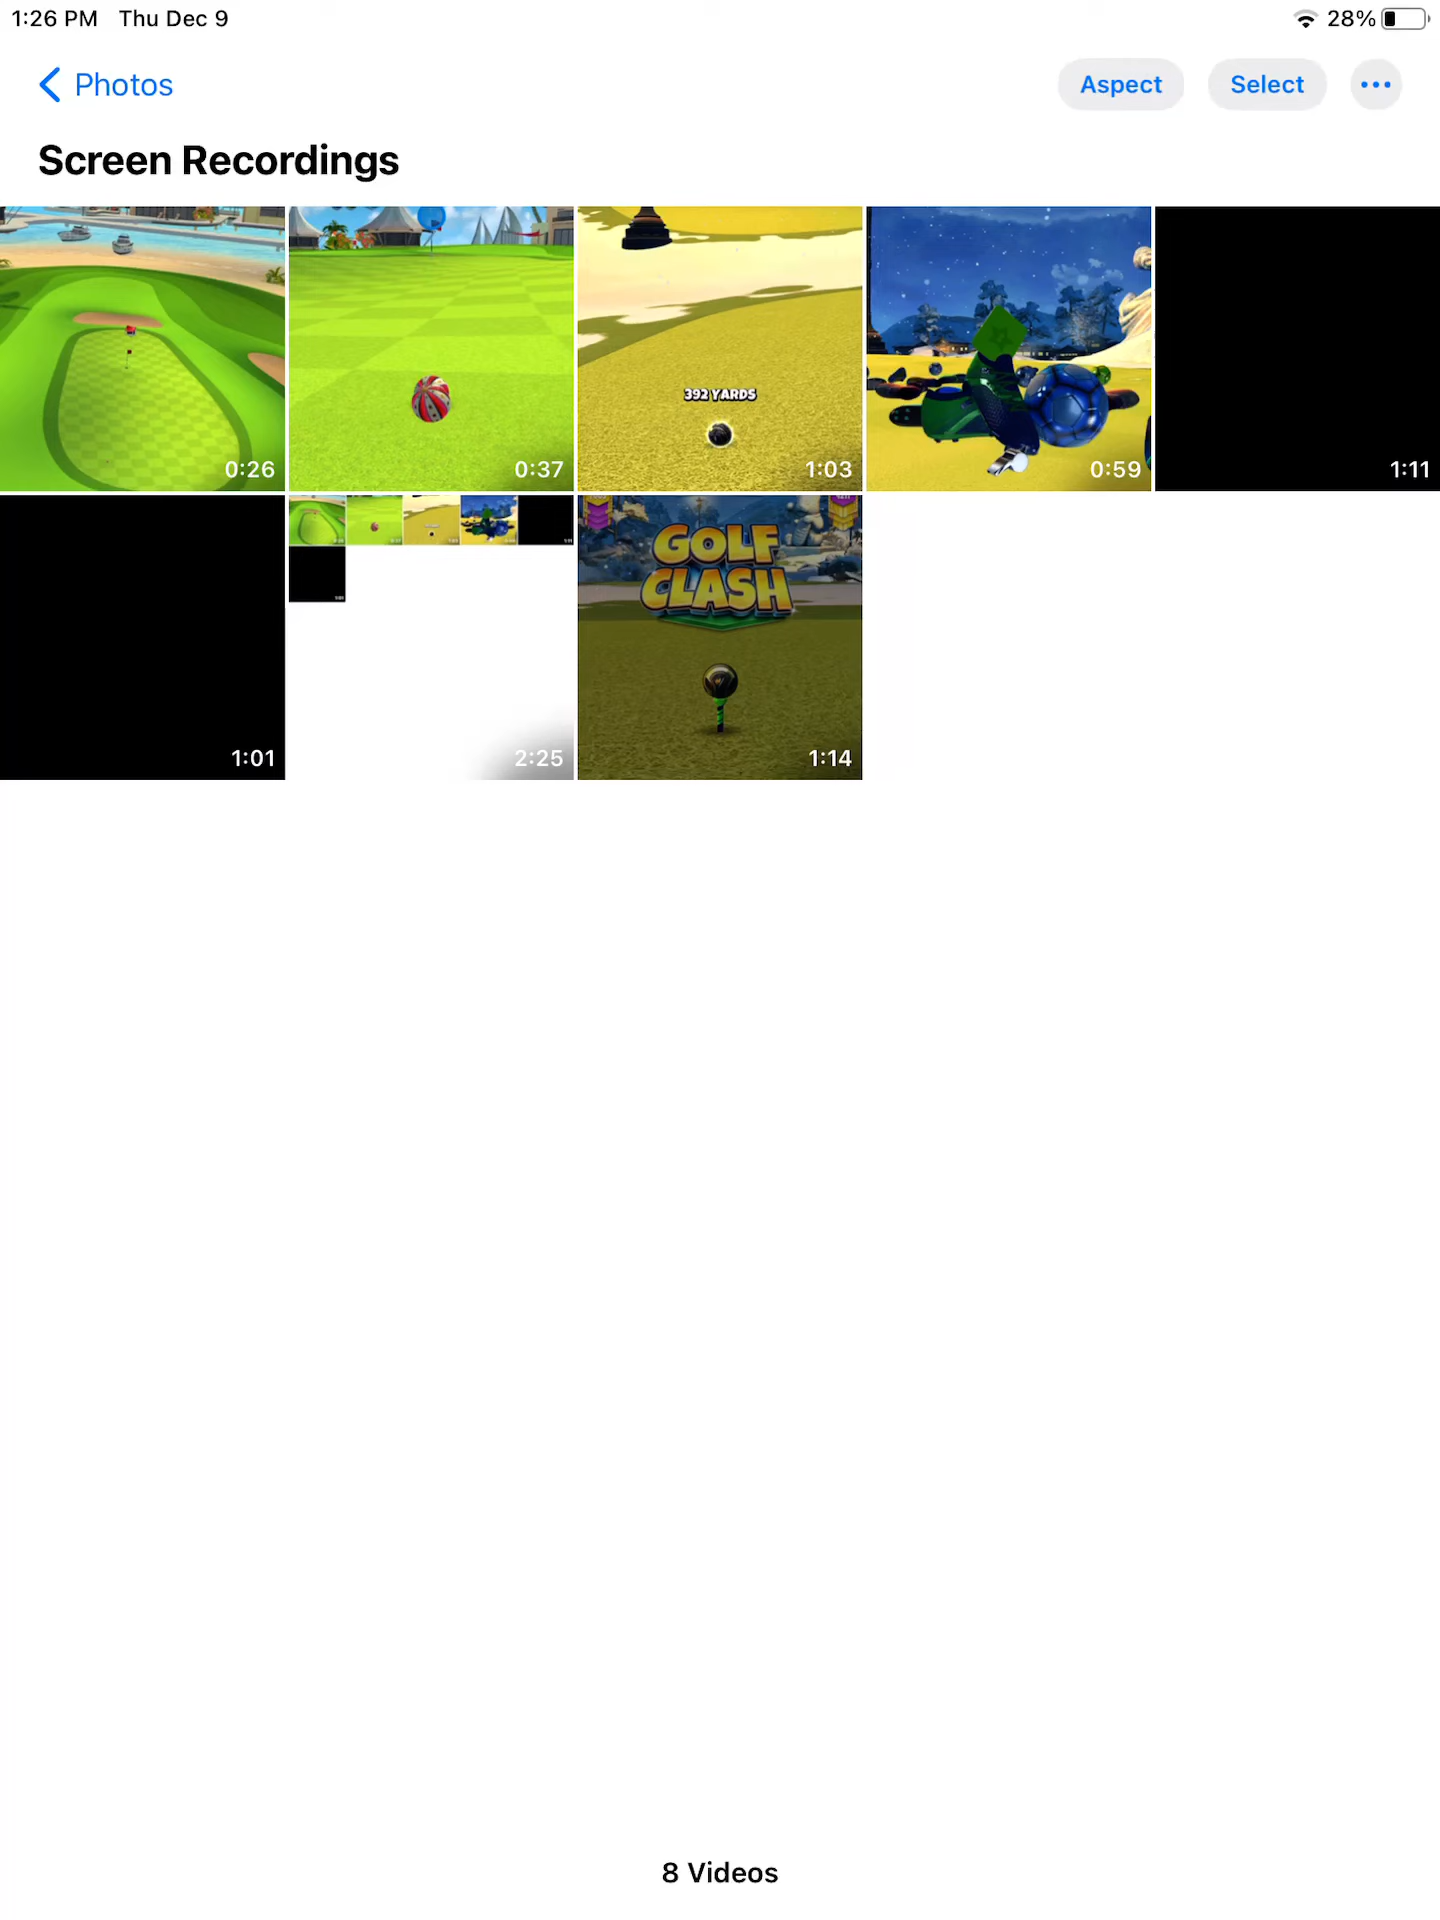 1:26 PM Thu Dec 9 28%
Photos Aspect Select
Screen Recordings
0:26 0:37 392 YARDS 1:03 0:59 1:11
GOLF
CLASH
1:01 2:25 1:14
8 Videos